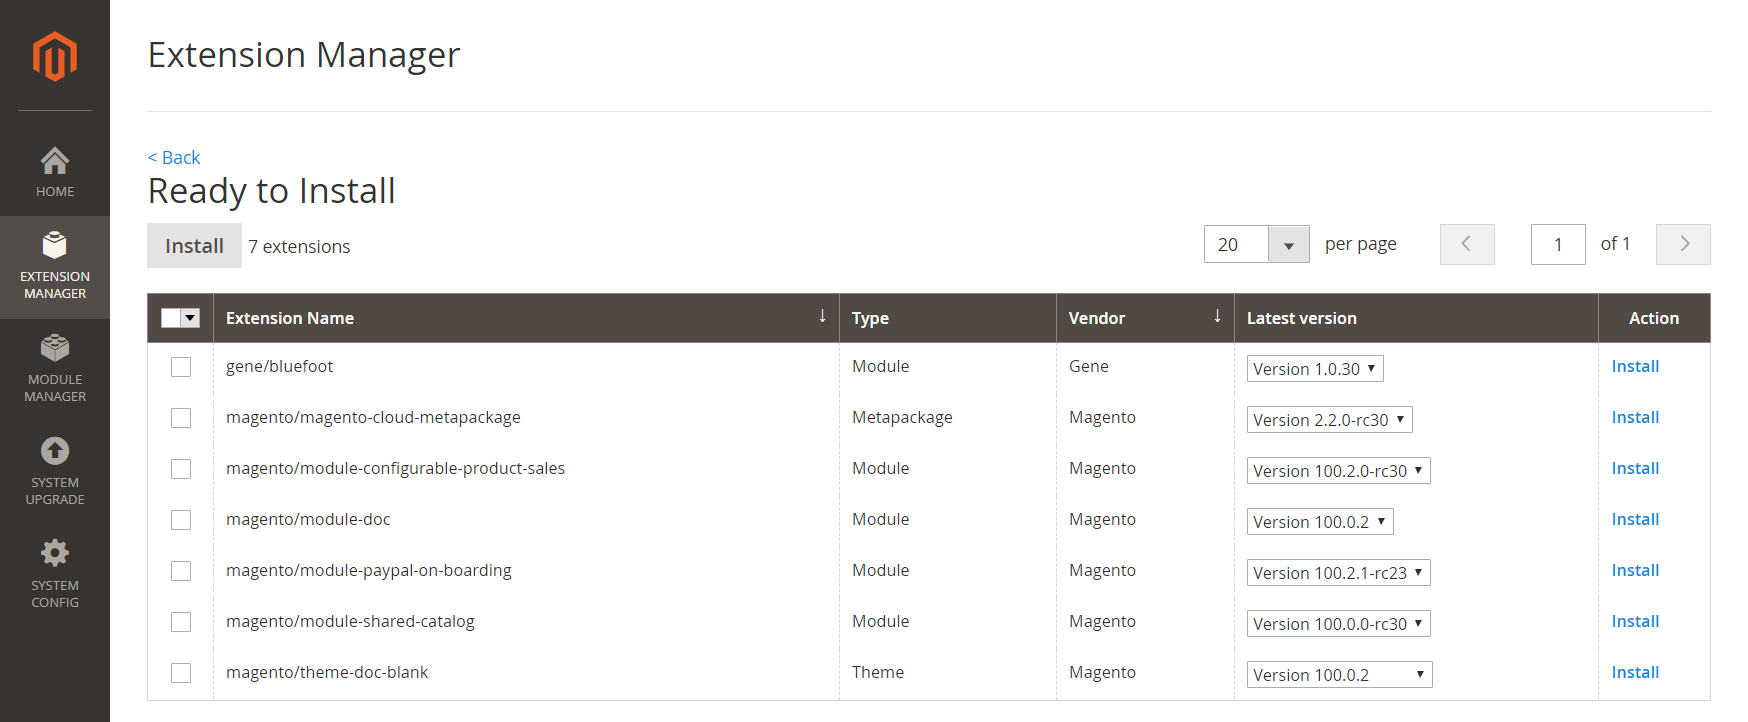 Extension Manager
< Back
Ready to Install
Install 7 extensions 20 per page 1 of 1
HOME
EXTENSION
MANAGER
MODULE
MANAGER
SYSTEM
UPGRADE
SYSTEM
CONFIG
Extension Name ↓ Type Vendor ↓ Latest version Action
gene/bluefoot Module Gene Version 1.0.30 Install
magento/magento-cloud-metapackage Metapackage Magento Version 2.2.0-rc30 Install
magento/module-configurable-product-sales Module Magento Version 100.2.0-rc30 Install
magento/module-doc Module Magento Version 100.0.2 Install
magento/module-paypal-on-boarding Module Magento Version 100.2.1-rc23 Install
magento/module-shared-catalog Module Magento Version 100.0.0-rc30 Install
magento/theme-doc-blank Theme Magento Version 100.0.2 Install